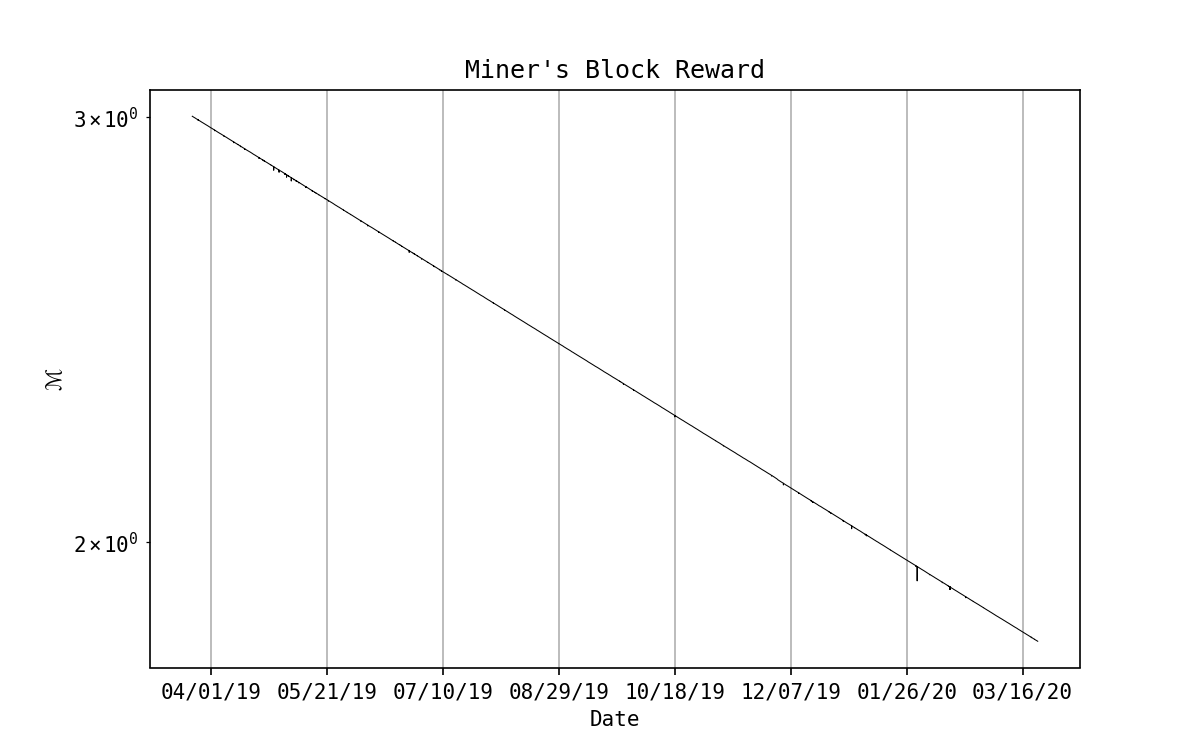 Miner's Block Reward
3×10⁰
ℳ
2×10⁰
04/01/19 05/21/19 07/10/19 08/29/19 10/18/19 12/07/19 01/26/20 03/16/20
Date